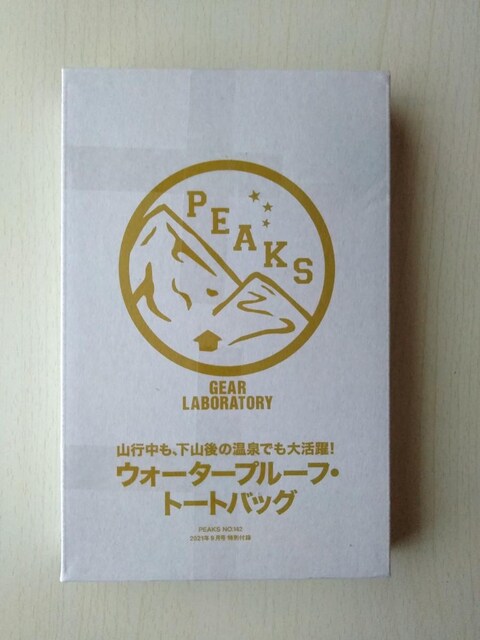 PEAKS
GEAR
LABORATORY
山行中も、下山後の温泉でも大活躍!
ウォータープルーフ・
トートバッグ
PEAKS NO.142
2021年9月号 特別付録